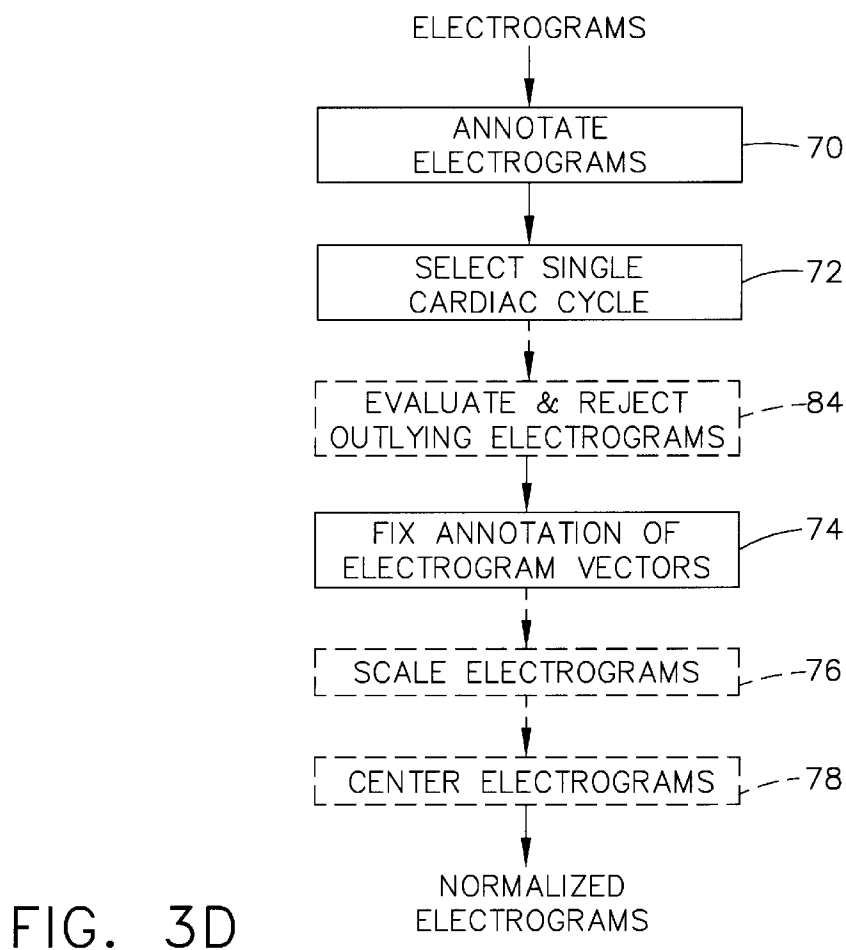 ELECTROGRAMS
ANNOTATE
ELECTROGRAMS
70
SELECT SINGLE
CARDIAC CYCLE
72
EVALUATE & REJECT
OUTLYING ELECTROGRAMS
84
FIX ANNOTATION OF
ELECTROGRAM VECTORS
74
SCALE ELECTROGRAMS
76
CENTER ELECTROGRAMS
78
NORMALIZED
ELECTROGRAMS
FIG. 3D